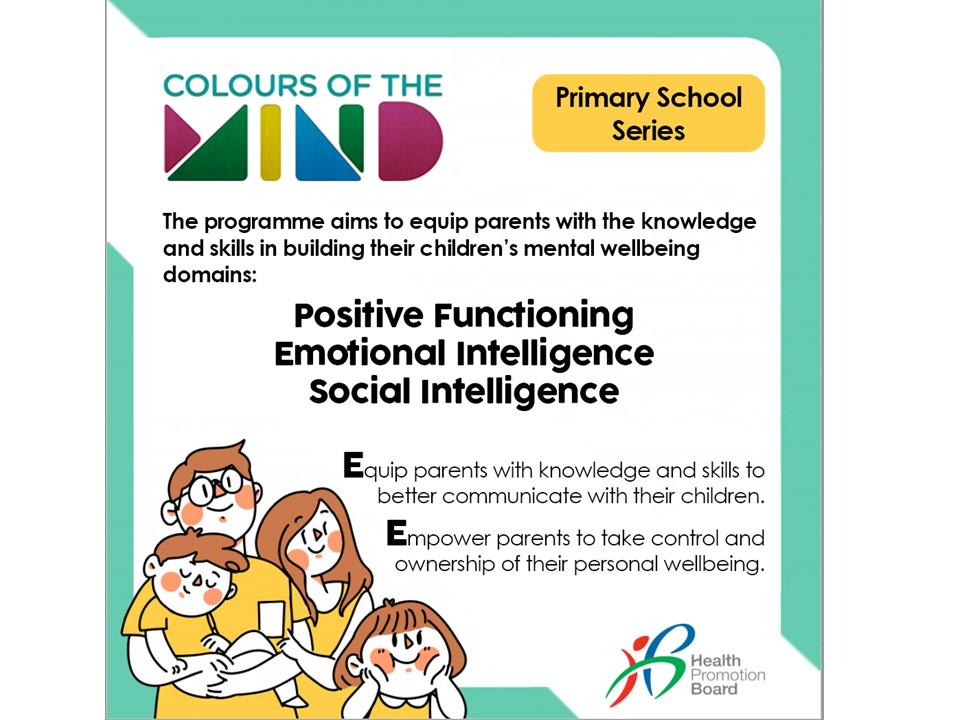 COLOURS OF THE
MIND
Primary School
Series
The programme aims to equip parents with the knowledge
and skills in building their children’s mental wellbeing
domains:
Positive Functioning
Emotional Intelligence
Social Intelligence
Equip parents with knowledge and skills to
better communicate with their children.
Empower parents to take control and
ownership of their personal wellbeing.
Health
Promotion
Board